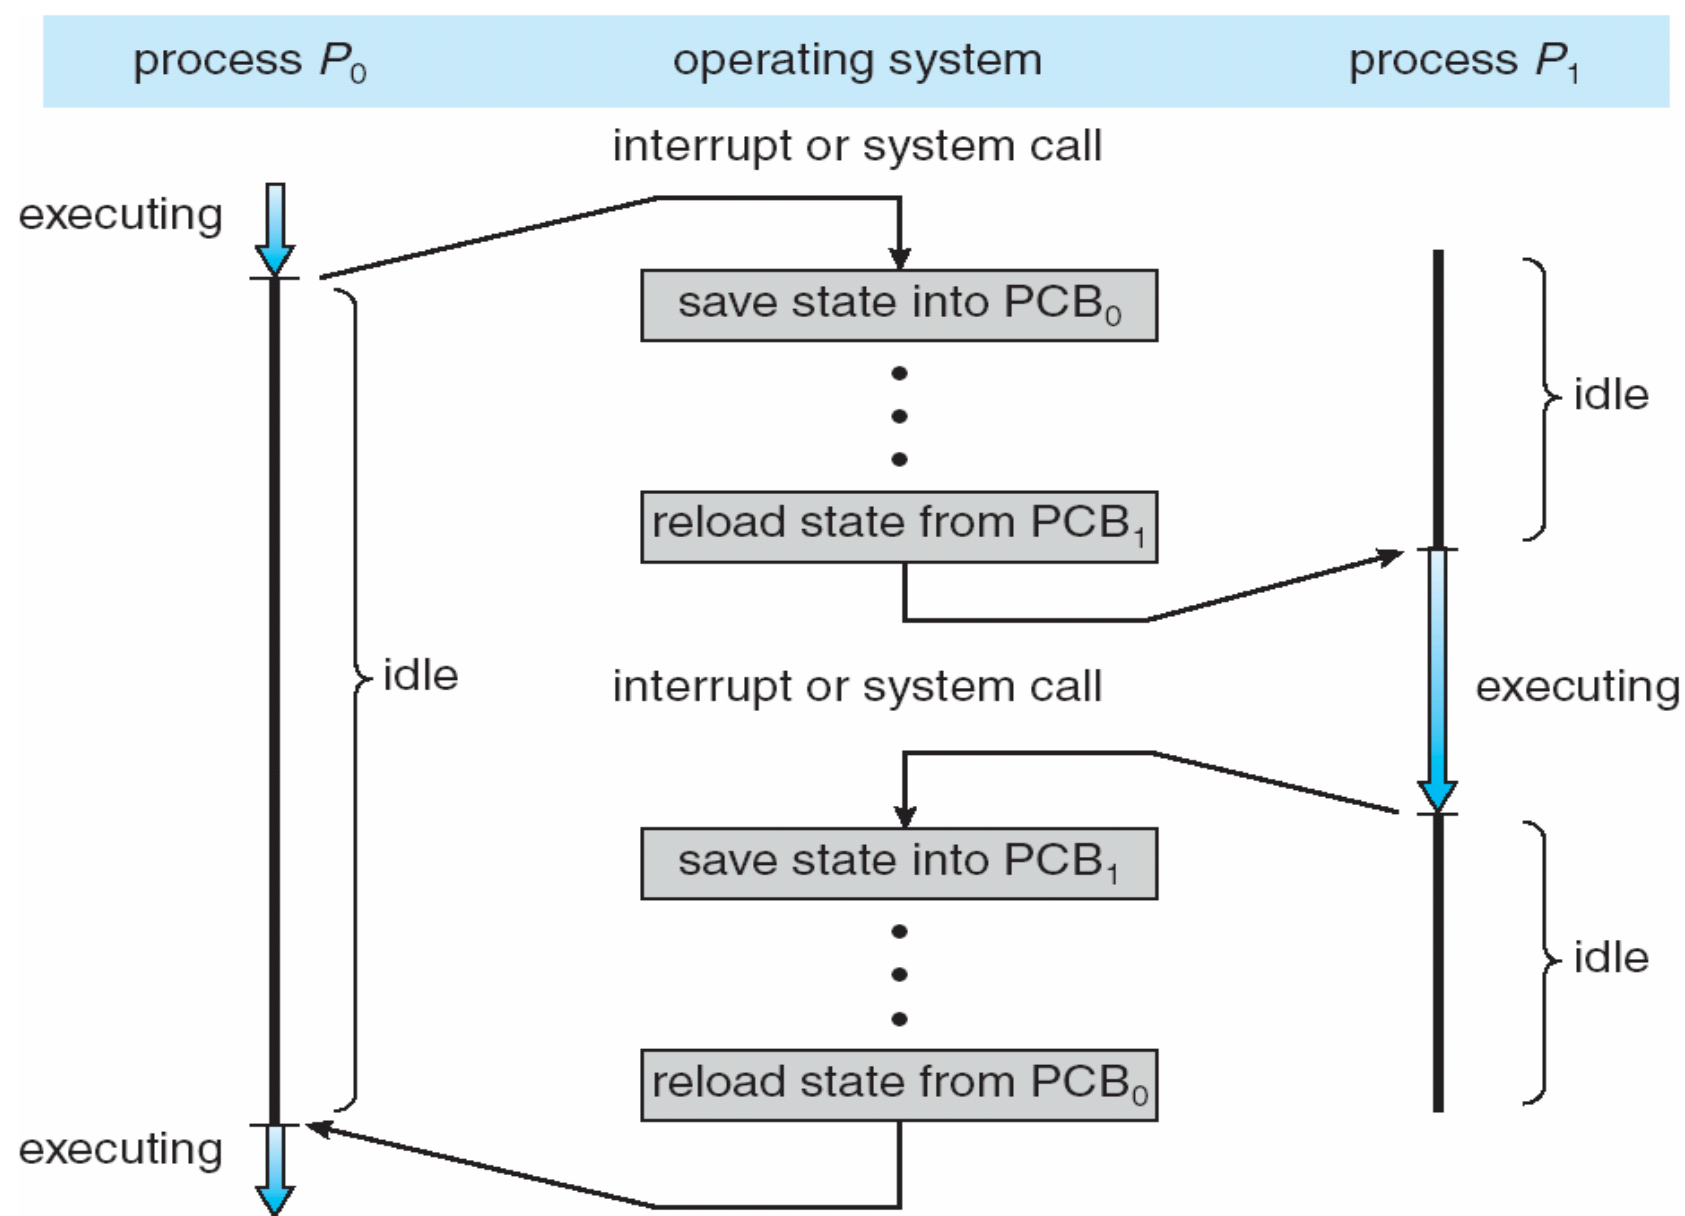 process P0 operating system process P1
interrupt or system call
executing
save state into PCB0
idle
reload state from PCB1
idle
interrupt or system call
executing
save state into PCB1
idle
reload state from PCB0
executing